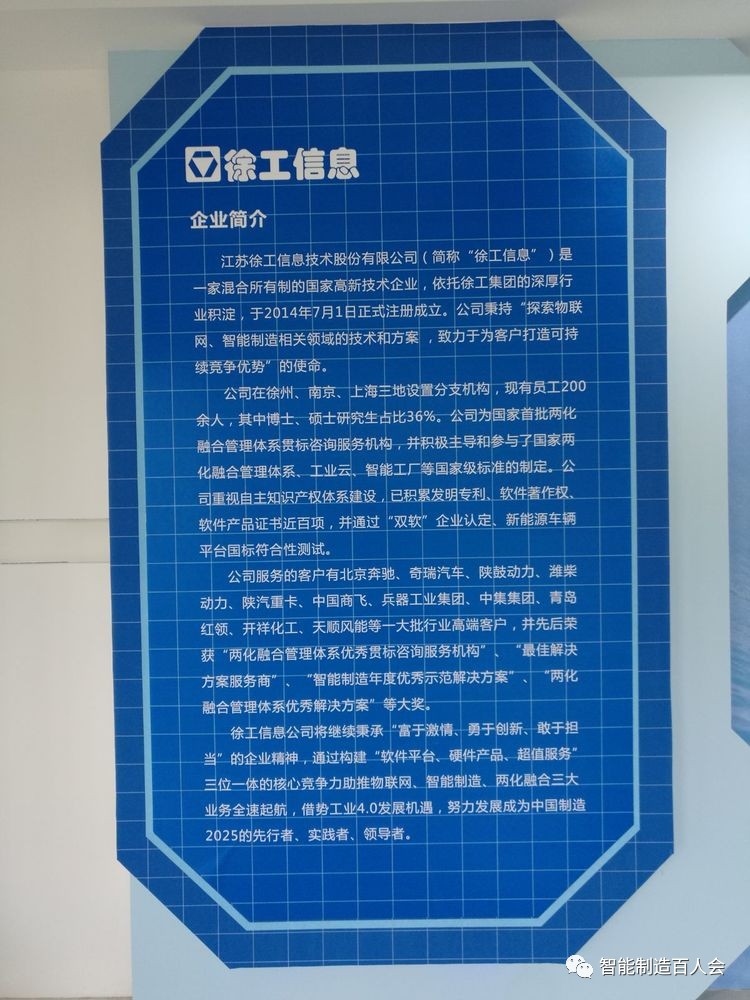 徐工信息
企业简介
江苏徐工信息技术股份有限公司（简称“徐工信息”）是
一家混合所有制的国家高新技术企业，依托徐工集团的深厚行
业积淀，于2014年7月1日正式注册成立。公司秉持“探索物联
网、智能制造相关领域的技术和方案 ，致力于为客户打造可持
续竞争优势”的使命。
公司在徐州、南京、上海三地设置分支机构，现有员工200
余人，其中博士、硕士研究生占比36%。公司为国家首批两化
融合管理体系贯标咨询服务机构，并积极主导和参与了国家两
化融合管理体系、工业云、智能工厂等国家级标准的制定。公
司重视自主知识产权体系建设，已积累发明专利、软件著作权、
软件产品证书近百项，并通过“双软”企业认定、新能源车辆
平台国标符合性测试。
公司服务的客户有北京奔驰、奇瑞汽车、陕鼓动力、潍柴
动力、陕汽重卡、中国商飞、兵器工业集团、中集集团、青岛
红领、开祥化工、天顺风能等一大批行业高端客户，并先后荣
获“两化融合管理体系优秀贯标咨询服务机构”、“最佳解决
方案服务商”、“智能制造年度优秀示范解决方案”、“两化
融合管理体系优秀解决方案”等大奖。
徐工信息公司将继续秉承“富于激情、勇于创新、敢于担
当”的企业精神，通过构建“软件平台、硬件产品、超值服务”
三位一体的核心竞争力助推物联网、智能制造、两化融合三大
业务全速起航，借势工业4.0发展机遇，努力发展成为中国制造
2025的先行者、实践者、领导者。
智能制造百人会